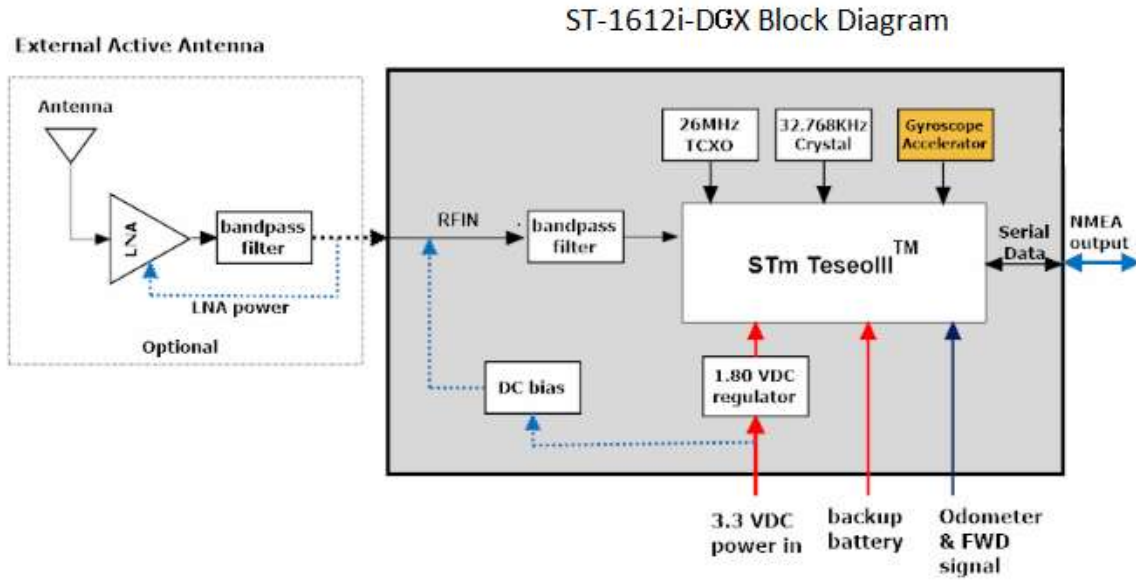 ST-1612i-DGX Block Diagram
External Active Antenna
Antenna
LNA
bandpass
filter
LNA power
Optional
RFIN
bandpass
filter
26MHz
TCXO
32.768KHz
Crystal
Gyroscope
Accelerator
STm TeseoIII™
Serial
Data
NMEA
output
DC bias
1.80 VDC
regulator
3.3 VDC
power in
backup
battery
Odometer
& FWD
signal